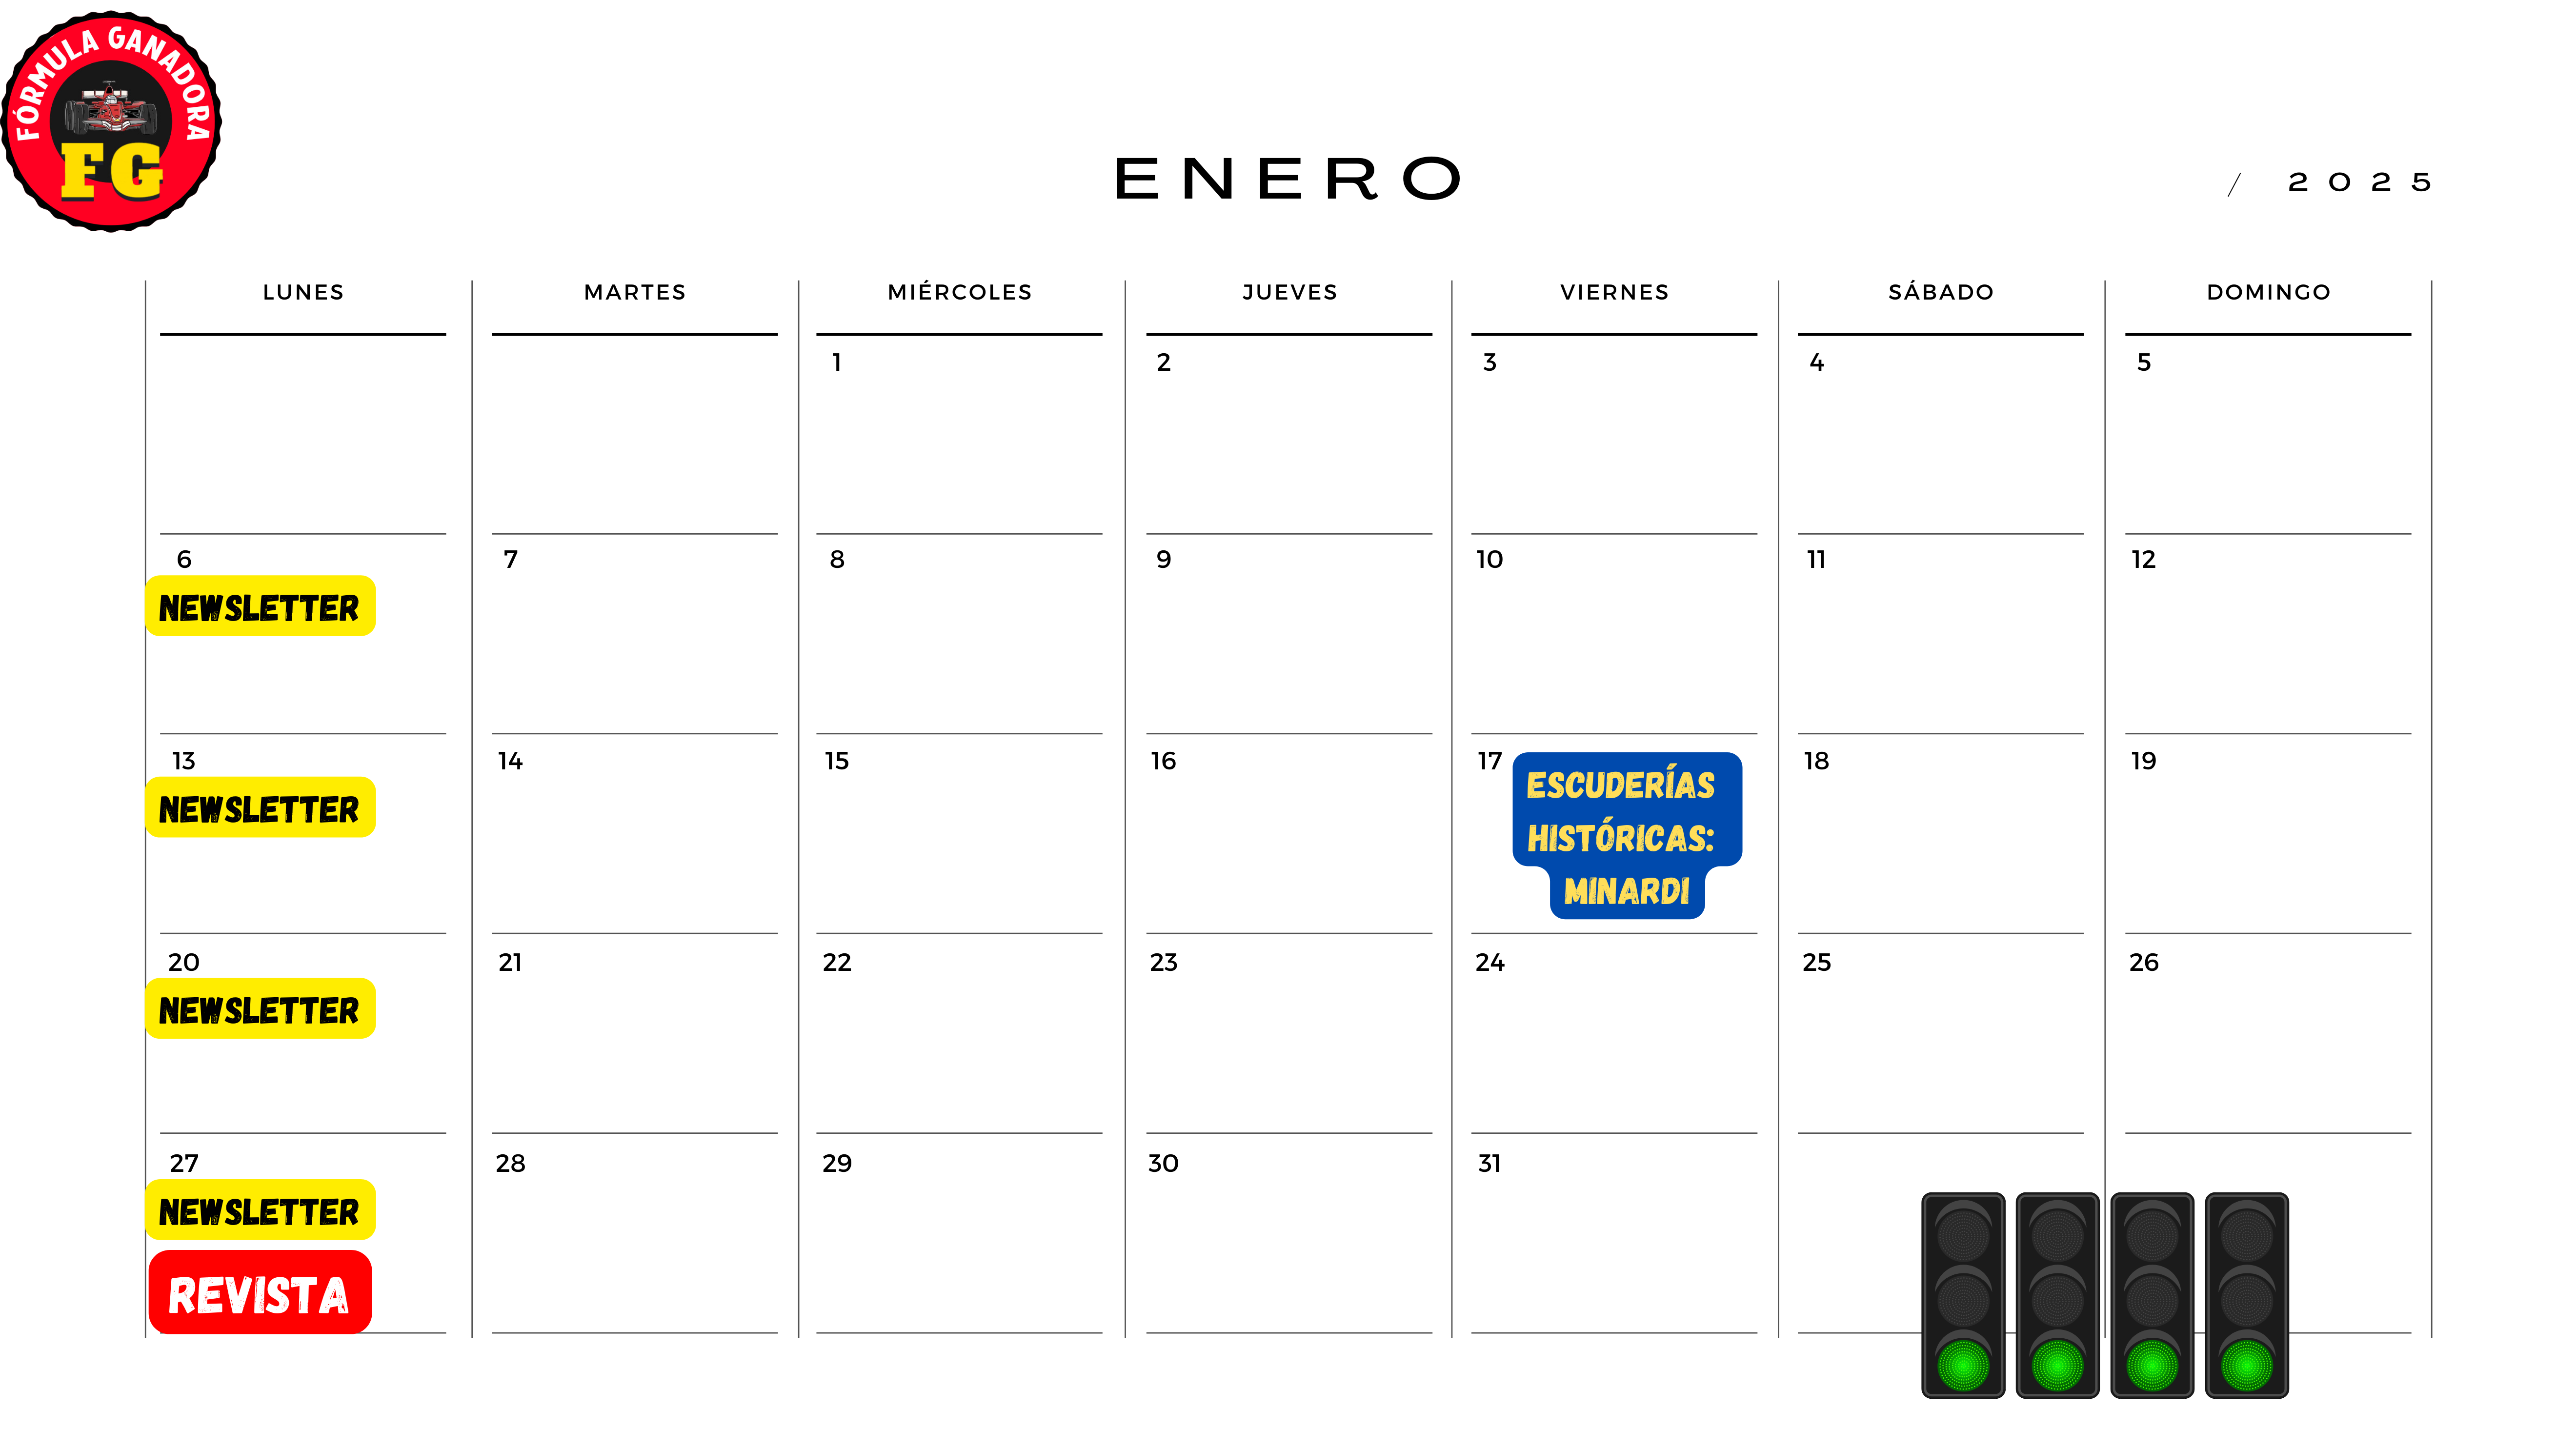 FÓRMULA GANADORA
FG
ENERO
/ 2025
LUNES MARTES MIÉRCOLES JUEVES VIERNES SÁBADO DOMINGO
1 2 3 4 5
6 7 8 9 10 11 12
NEWSLETTER
13 14 15 16 17 18 19
NEWSLETTER
ESCUDERÍAS
HISTÓRICAS:
MINARDI
20 21 22 23 24 25 26
NEWSLETTER
27 28 29 30 31
NEWSLETTER
REVISTA